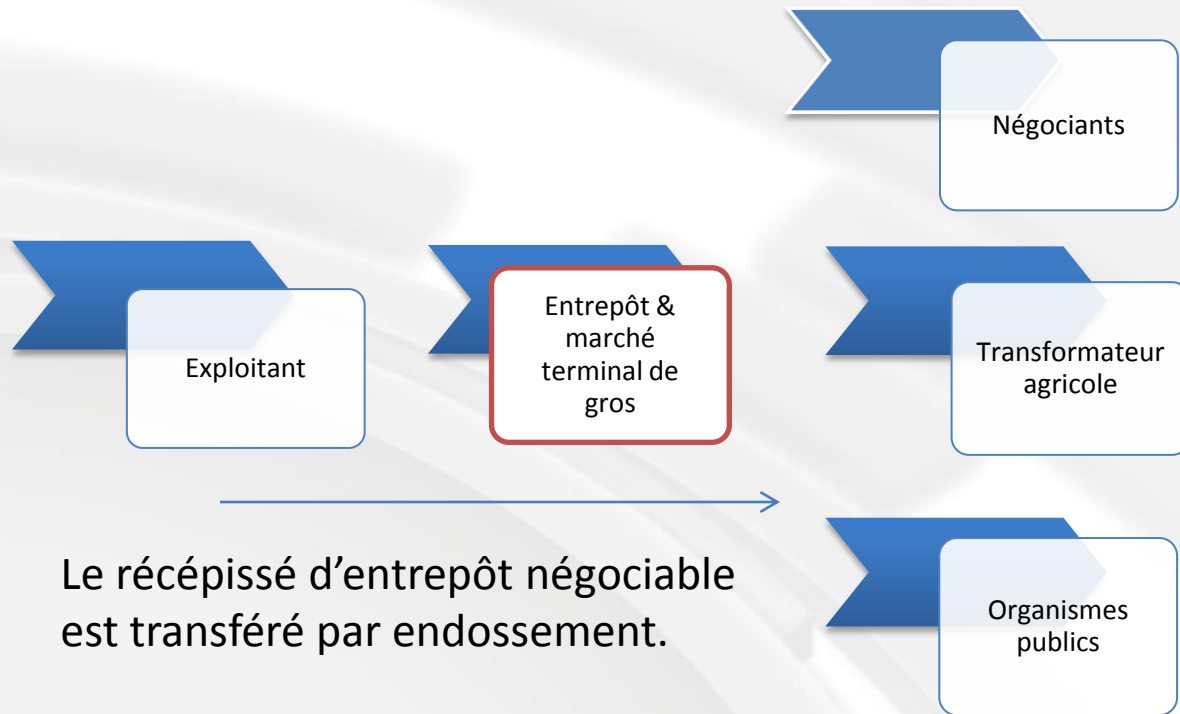 Négociants
Exploitant
Entrepôt &
marché
terminal de
gros
Transformateur
agricole
Le récépissé d’entrepôt négociable
est transféré par endossement.
Organismes
publics